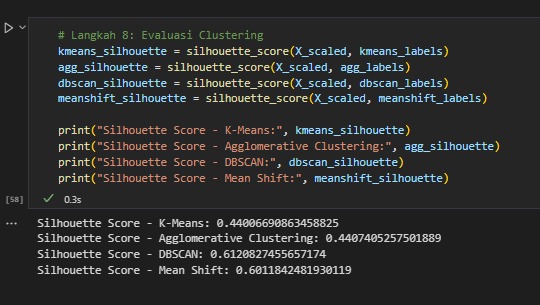 # Langkah 8: Evaluasi Clustering
kmeans_silhouette = silhouette_score(X_scaled, kmeans_labels)
agg_silhouette = silhouette_score(X_scaled, agg_labels)
dbscan_silhouette = silhouette_score(X_scaled, dbscan_labels)
meanshift_silhouette = silhouette_score(X_scaled, meanshift_labels)
print("Silhouette Score - K-Means:", kmeans_silhouette)
print("Silhouette Score - Agglomerative Clustering:", agg_silhouette)
print("Silhouette Score - DBSCAN:", dbscan_silhouette)
print("Silhouette Score - Mean Shift:", meanshift_silhouette)
[58] ✓ 0.3s
... Silhouette Score - K-Means: 0.44006690863458825
Silhouette Score - Agglomerative Clustering: 0.4407405257501889
Silhouette Score - DBSCAN: 0.6120827455657174
Silhouette Score - Mean Shift: 0.6011842481930119